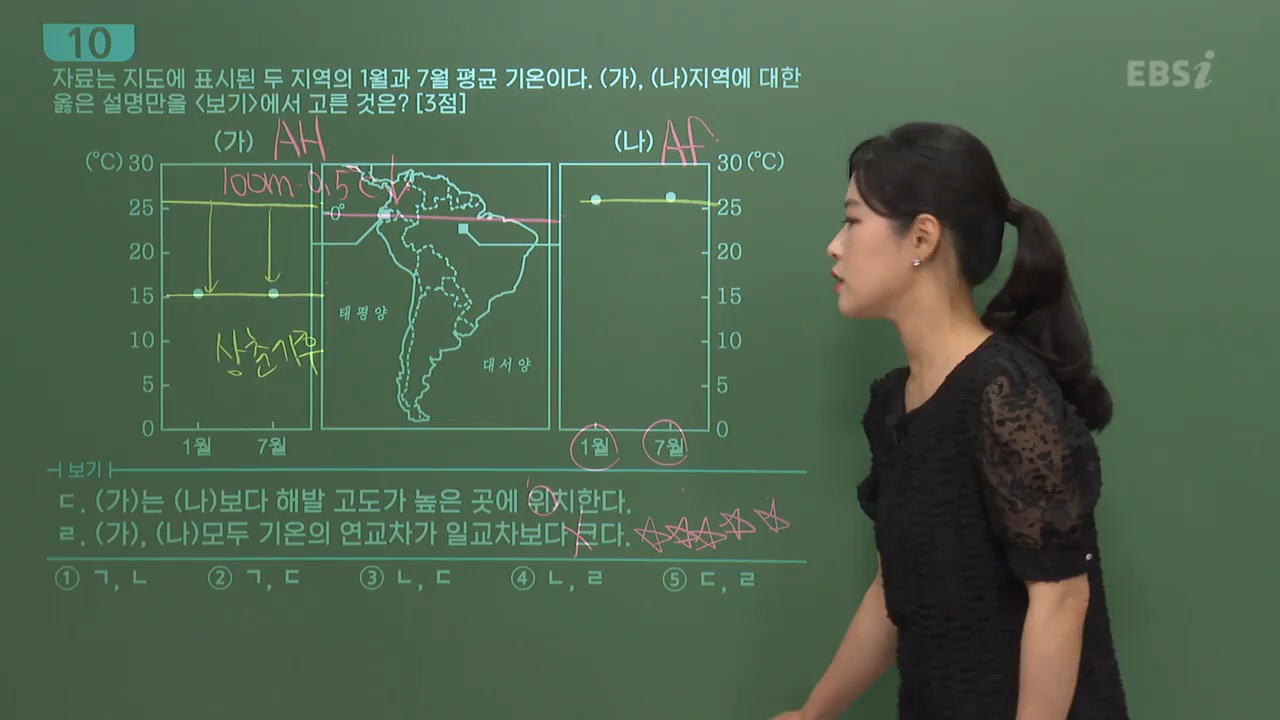 10
EBSi
자료는 지도에 표시된 두 지역의 1월과 7월 평균 기온이다. (가), (나)지역에 대한
옳은 설명만을 <보기>에서 고른 것은? [3점]
(가) AH
(나) Af
(℃) 30
25
20
15
10
5
0
1월 7월
100m 0.5℃↓
상춘기후
0°
태평양
대서양
30 (℃)
25
20
15
10
5
0
1월 7월
보기
ㄷ. (가)는 (나)보다 해발 고도가 높은 곳에 위치한다.
ㄹ. (가), (나)모두 기온의 연교차가 일교차보다 크다.
① ㄱ, ㄴ ② ㄱ, ㄷ ③ ㄴ, ㄷ ④ ㄴ, ㄹ ⑤ ㄷ, ㄹ